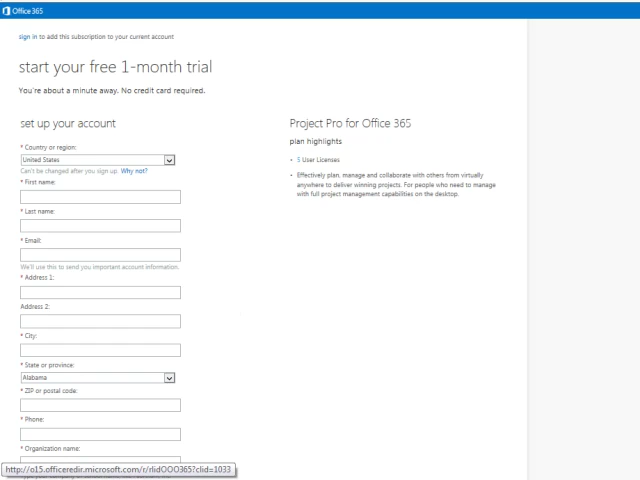 Office 365
sign in to add this subscription to your current account
start your free 1-month trial
You're about a minute away. No credit card required.
set up your account
* Country or region:
United States
Can't be changed after you sign up. Why not?
* First name:
* Last name:
* Email:
We'll use this to send you important account information.
* Address 1:
Address 2:
* City:
* State or province:
Alabama
* ZIP or postal code:
* Phone:
* Organization name:
Project Pro for Office 365
plan highlights
• 5 User Licenses
• Effectively plan, manage and collaborate with others from virtually
anywhere to deliver winning projects. For people who need to manage
with full project management capabilities on the desktop.
http://o15.officeredir.microsoft.com/r/rlidOOO365?clid=1033